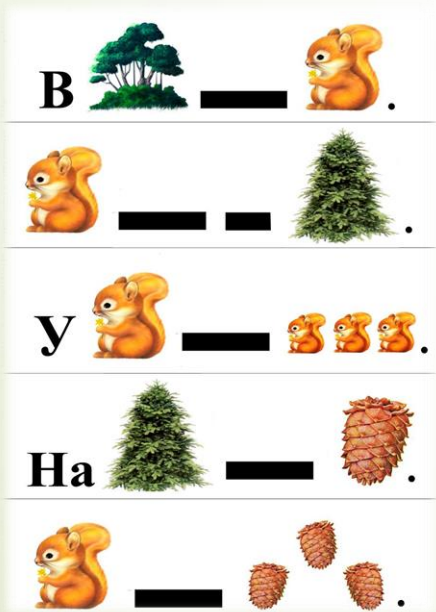 В .
.
У .
На .
.